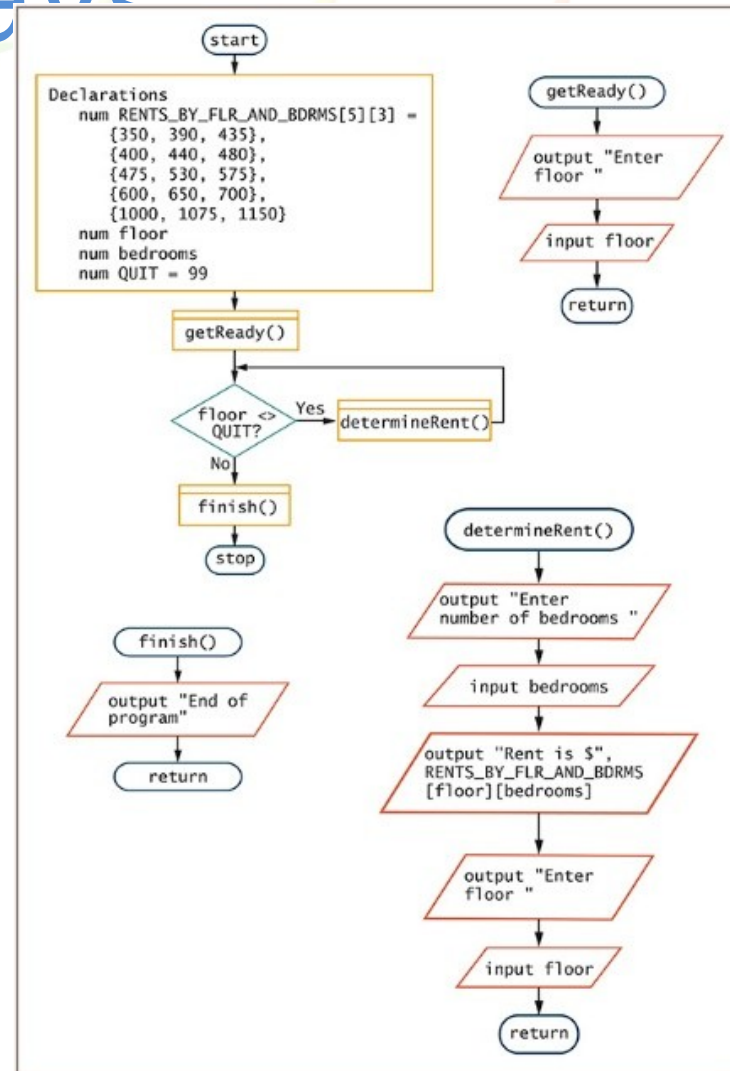 start
Declarations
num RENTS_BY_FLR_AND_BDRMS[5][3] =
{350, 390, 435},
{400, 440, 480},
{475, 530, 575},
{600, 650, 700},
{1000, 1075, 1150}
num floor
num bedrooms
num QUIT = 99
getReady()
floor <>
QUIT?
Yes
determineRent()
No
finish()
stop
getReady()
output "Enter
floor "
input floor
return
finish()
output "End of
program"
return
determineRent()
output "Enter
number of bedrooms "
input bedrooms
output "Rent is $",
RENTS_BY_FLR_AND_BDRMS
[floor][bedrooms]
output "Enter
floor "
input floor
return